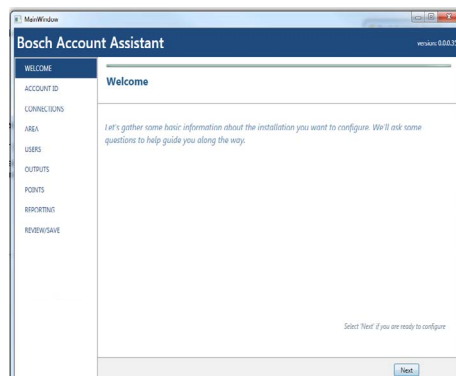 MainWindow
Bosch Account Assistant
version: 0.0.0.35
WELCOME
ACCOUNT ID
CONNECTIONS
AREA
USERS
OUTPUTS
POINTS
REPORTING
REVIEW/SAVE
Welcome
Let's gather some basic information about the installation you want to configure. We'll ask some
questions to help guide you along the way.
Select 'Next' if you are ready to configure
Next